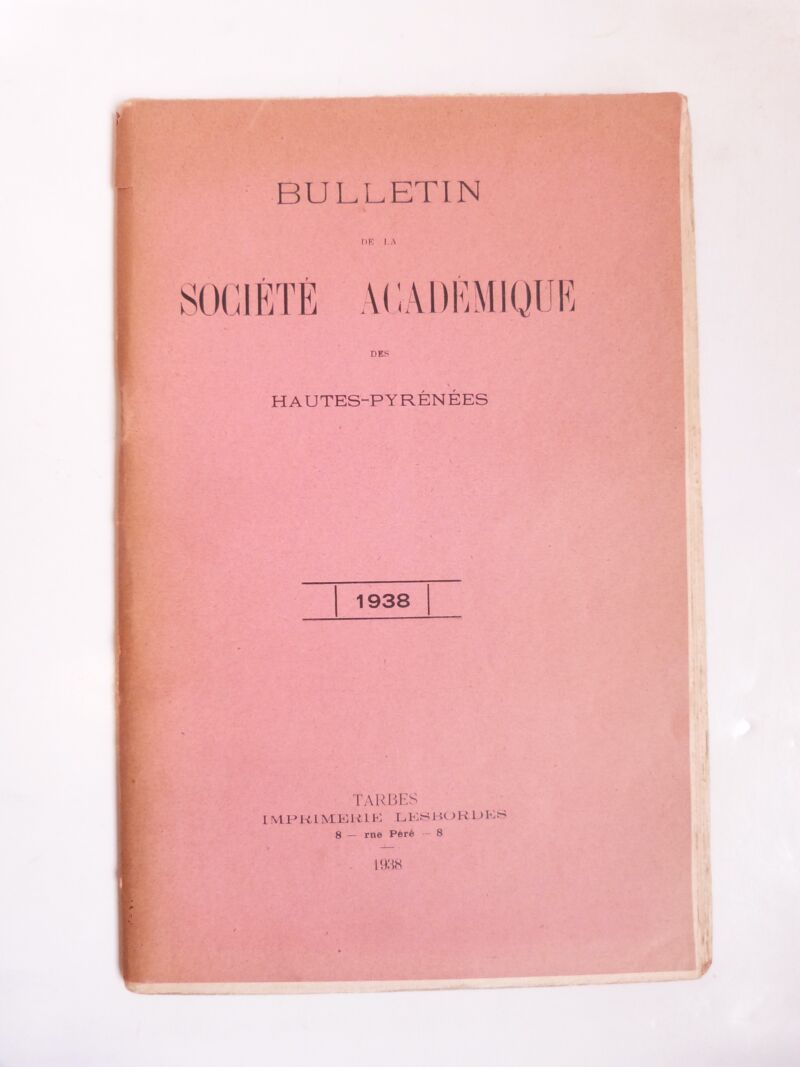 BULLETIN
DE LA
SOCIÉTÉ ACADÉMIQUE
DES
HAUTES-PYRÉNÉES
1938
TARBES
IMPRIMERIE LESBORDES
8 — rue Péré — 8
1938